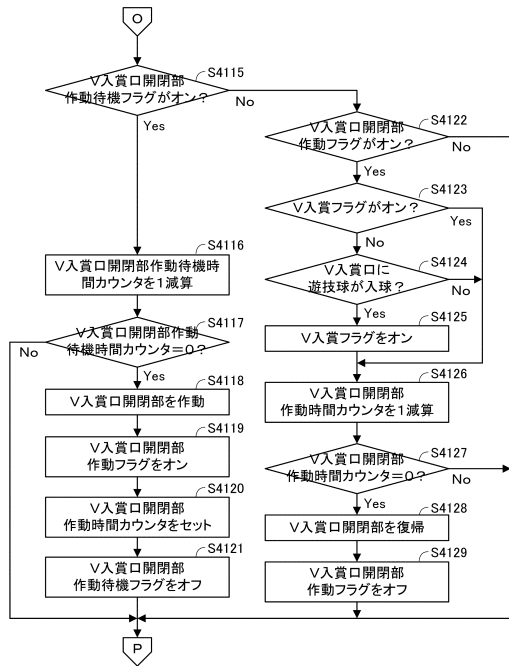 O
S4115
V入賞口開閉部
作動待機フラグがオン?
No
Yes
S4122
V入賞口開閉部
作動フラグがオン?
No
Yes
S4123
V入賞フラグがオン?
Yes
No
S4116
V入賞口開閉部作動待機時
間カウンタを1減算
S4124
V入賞口に
遊技球が入球?
No
Yes
S4117
V入賞口開閉部作動
待機時間カウンタ=0?
No
Yes
S4125
V入賞フラグをオン
S4118
V入賞口開閉部を作動
S4126
V入賞口開閉部
作動時間カウンタを1減算
S4119
V入賞口開閉部
作動フラグをオン
S4127
V入賞口開閉部
作動時間カウンタ=0?
No
Yes
S4120
V入賞口開閉部
作動時間カウンタをセット
S4128
V入賞口開閉部を復帰
S4121
V入賞口開閉部
作動待機フラグをオフ
S4129
V入賞口開閉部
作動フラグをオフ
P